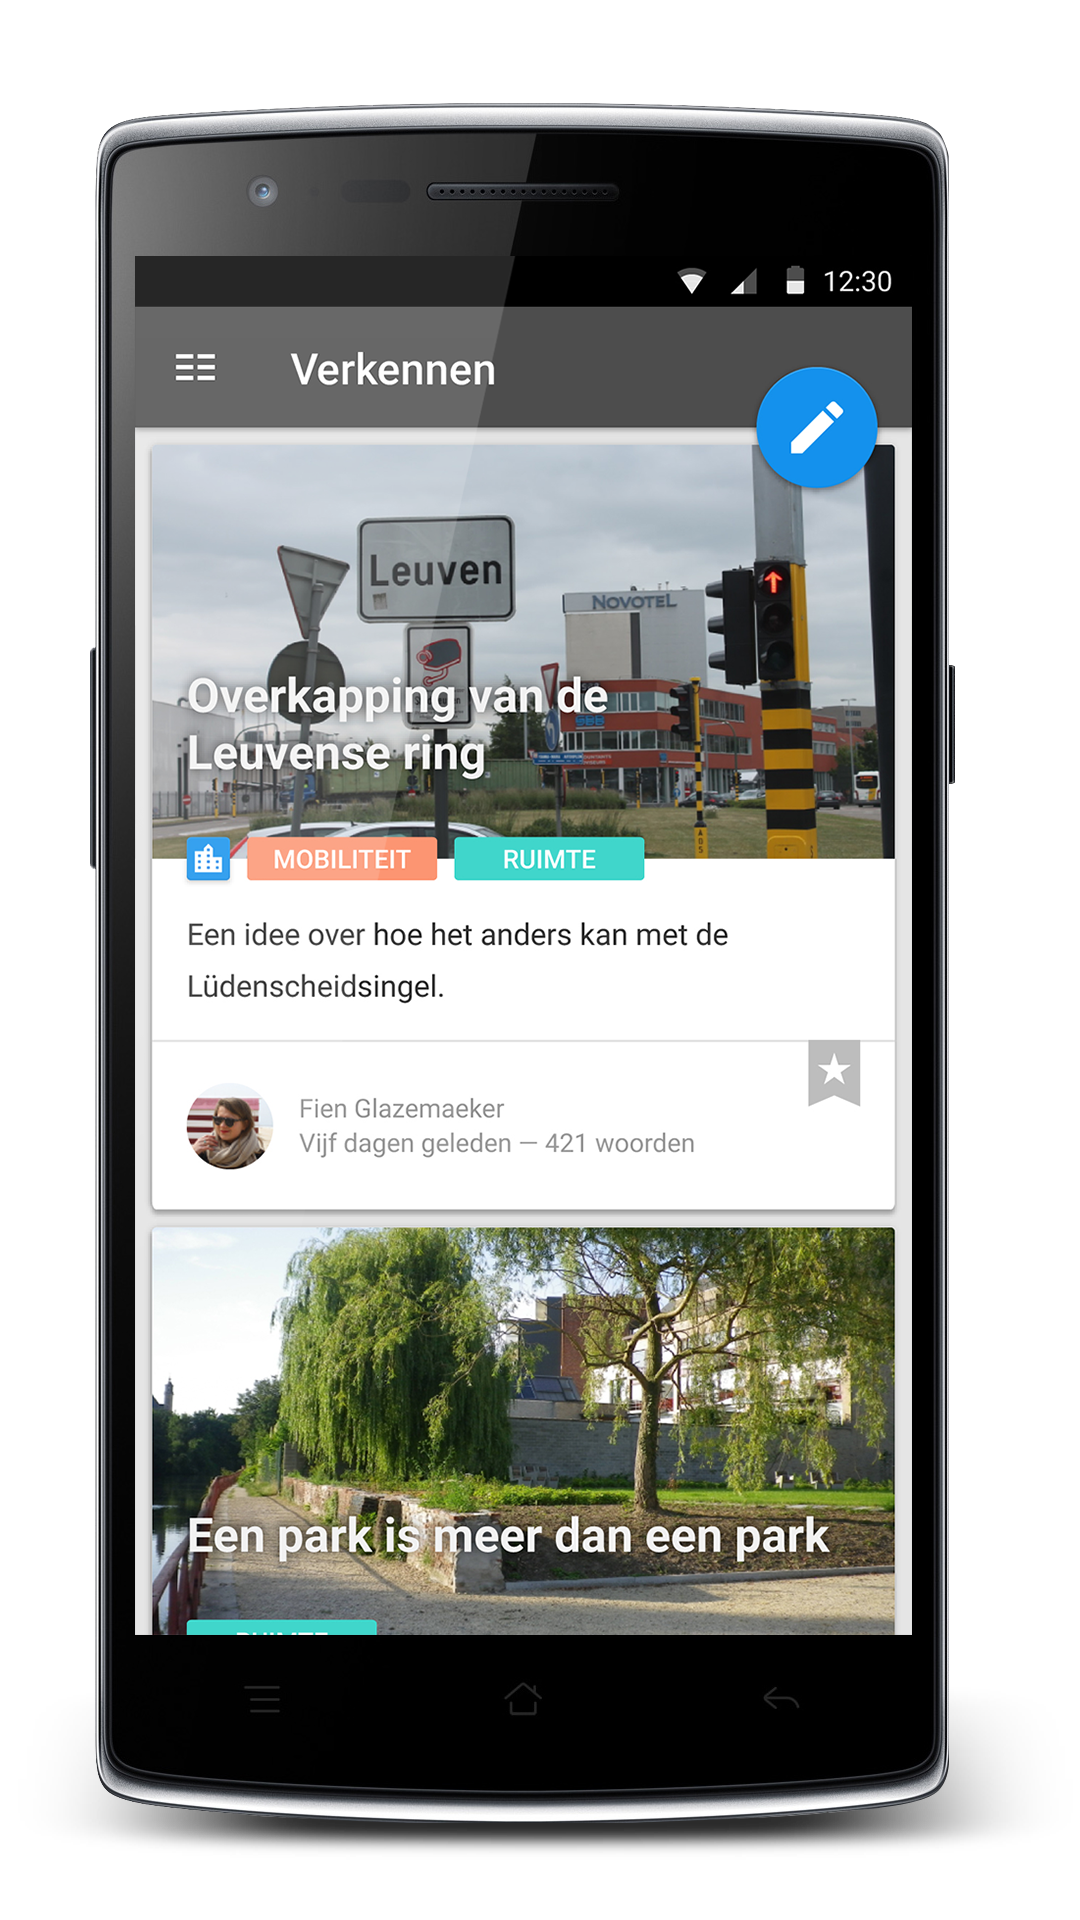 12:30
Verkennen
Leuven
NOVOTEL
Overkapping van de
Leuvense ring
MOBILITEIT
RUIMTE
Een idee over hoe het anders kan met de
Lüdenscheidsingel.
Fien Glazemaeker
Vijf dagen geleden — 421 woorden
Een park is meer dan een park
RUIMTE